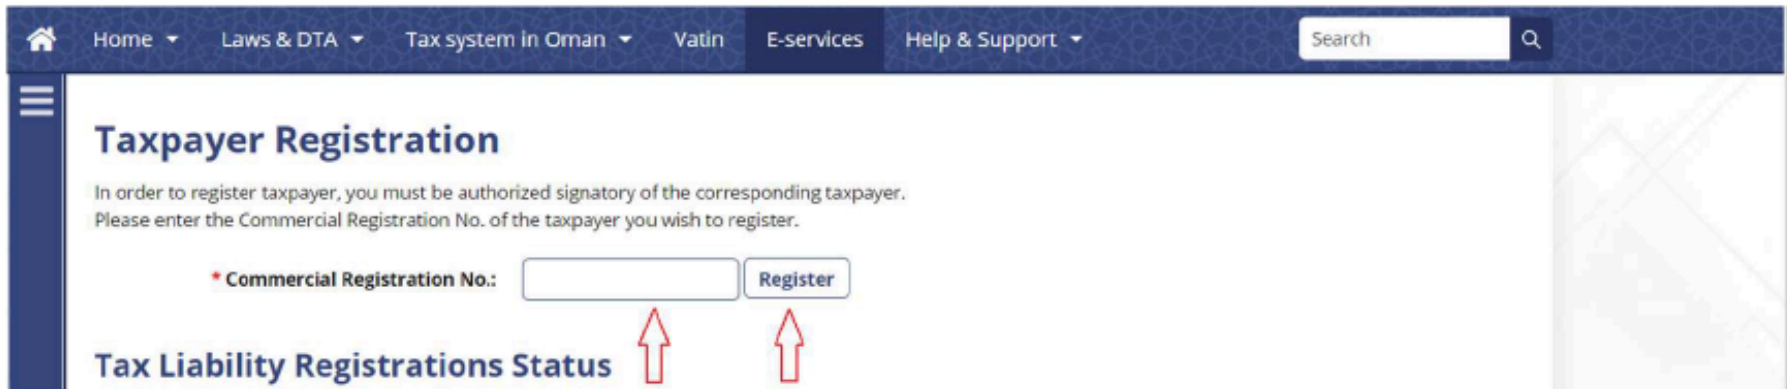 Home Laws & DTA Tax system in Oman Vatin E-services Help & Support Search
Taxpayer Registration
In order to register taxpayer, you must be authorized signatory of the corresponding taxpayer.
Please enter the Commercial Registration No. of the taxpayer you wish to register.
* Commercial Registration No.: Register
Tax Liability Registrations Status